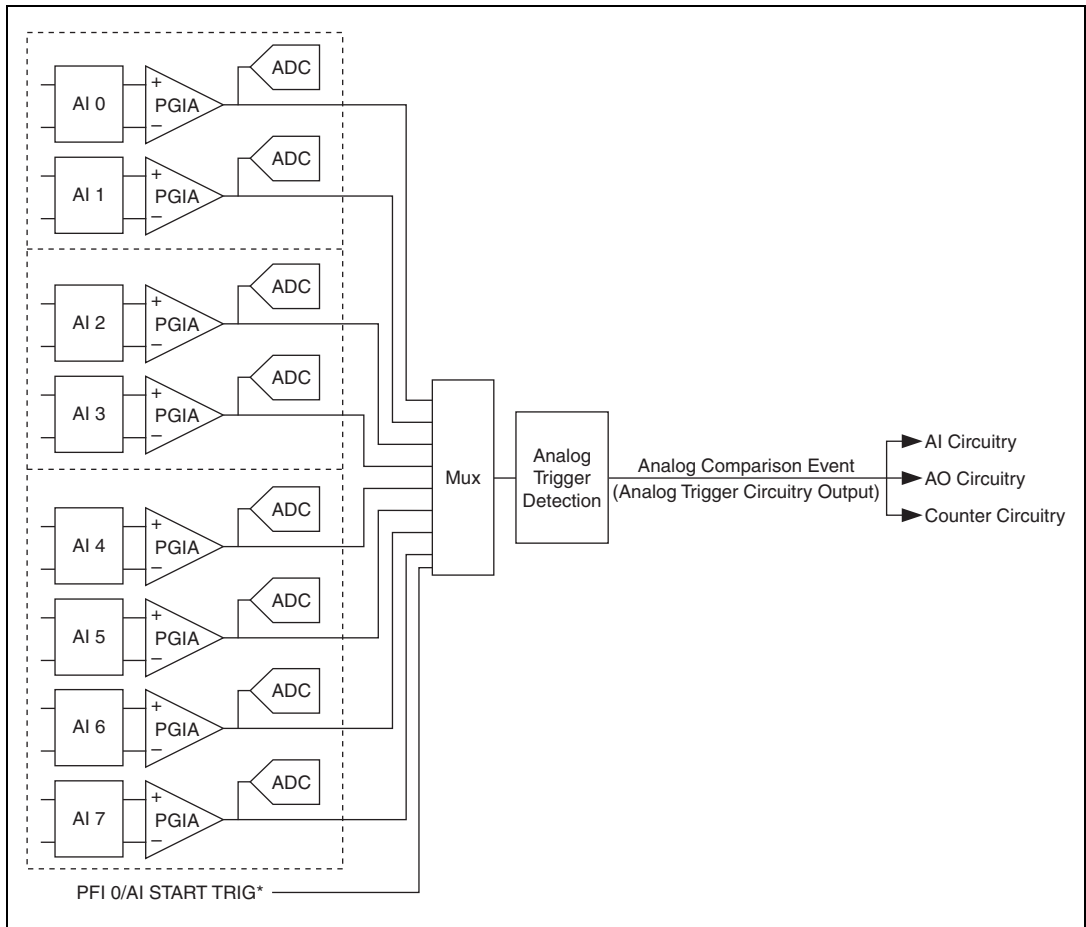 ADC
AI 0
+
PGIA
–
ADC
AI 1
+
PGIA
–
ADC
AI 2
+
PGIA
–
ADC
AI 3
+
PGIA
–
ADC
AI 4
+
PGIA
–
ADC
AI 5
+
PGIA
–
ADC
AI 6
+
PGIA
–
ADC
AI 7
+
PGIA
–
PFI 0/AI START TRIG*
Mux
Analog
Trigger
Detection
Analog Comparison Event
(Analog Trigger Circuitry Output)
AI Circuitry
AO Circuitry
Counter Circuitry